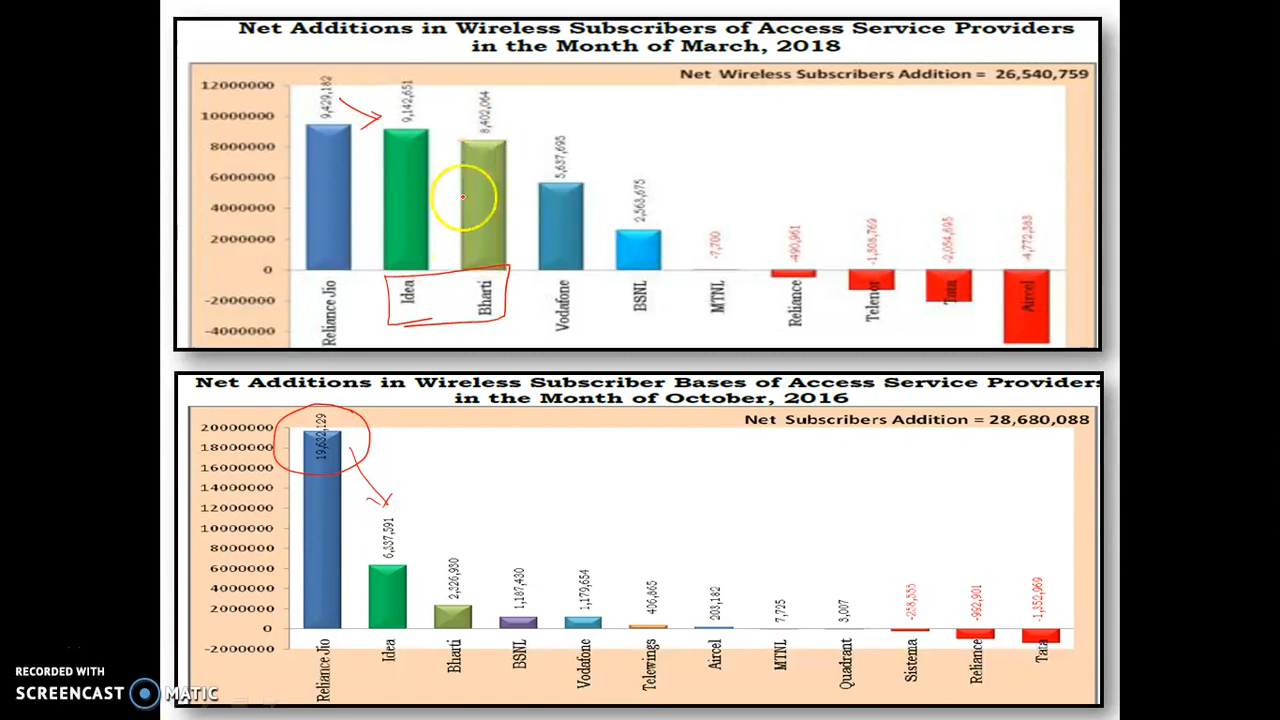 Net Additions in Wireless Subscribers of Access Service Providers
in the Month of March, 2018
Net Wireless Subscribers Addition = 26,540,759
12000000
10000000
8000000
6000000
4000000
2000000
0
-2000000
-4000000
9,429,182
9,142,651
8,402,064
5,637,695
2,563,675
-7,700
-490,961
-1,308,769
-2,054,695
-4,772,383
Reliance Jio
Idea
Bharti
Vodafone
BSNL
MTNL
Reliance
Telenor
Tata
Aircel
Net Additions in Wireless Subscriber Bases of Access Service Providers
in the Month of October, 2016
Net Subscribers Addition = 28,680,088
20000000
18000000
16000000
14000000
12000000
10000000
8000000
6000000
4000000
2000000
0
-2000000
19,632,129
6,337,591
2,326,930
1,187,430
1,179,654
406,865
203,182
7,725
3,007
-258,555
-992,901
-1,352,969
Reliance Jio
Idea
Bharti
BSNL
Vodafone
Telewings
Aircel
MTNL
Quadrant
Sistema
Reliance
Tata
RECORDED WITH
SCREENCAST MATIC